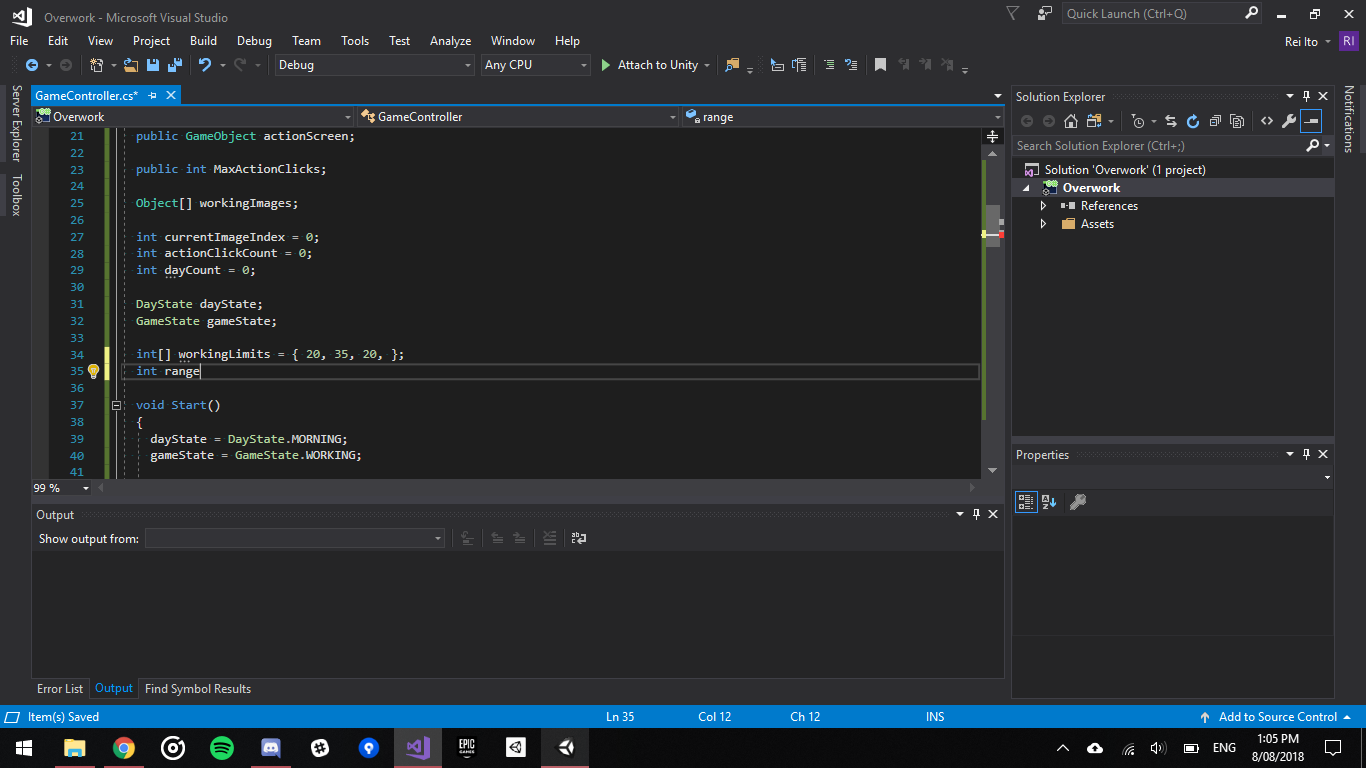 Overwork - Microsoft Visual Studio
Quick Launch (Ctrl+Q)
File Edit View Project Build Debug Team Tools Test Analyze Window Help
Rei Ito RI
Debug Any CPU Attach to Unity
Server Explorer
Toolbox
GameController.cs*
Overwork GameController range
21 public GameObject actionScreen;
22
23 public int MaxActionClicks;
24
25 Object[] workingImages;
26
27 int currentImageIndex = 0;
28 int actionClickCount = 0;
29 int dayCount = 0;
30
31 DayState dayState;
32 GameState gameState;
33
34 int[] workingLimits = { 20, 35, 20, };
35 int range
36
37 void Start()
38 {
39 dayState = DayState.MORNING;
40 gameState = GameState.WORKING;
41
99 %
Output
Show output from:
Error List Output Find Symbol Results
Solution Explorer
Search Solution Explorer (Ctrl+;)
Solution 'Overwork' (1 project)
Overwork
References
Assets
Properties
Notifications
Item(s) Saved Ln 35 Col 12 Ch 12 INS Add to Source Control
EPIC GAMES
ENG
1:05 PM
8/08/2018